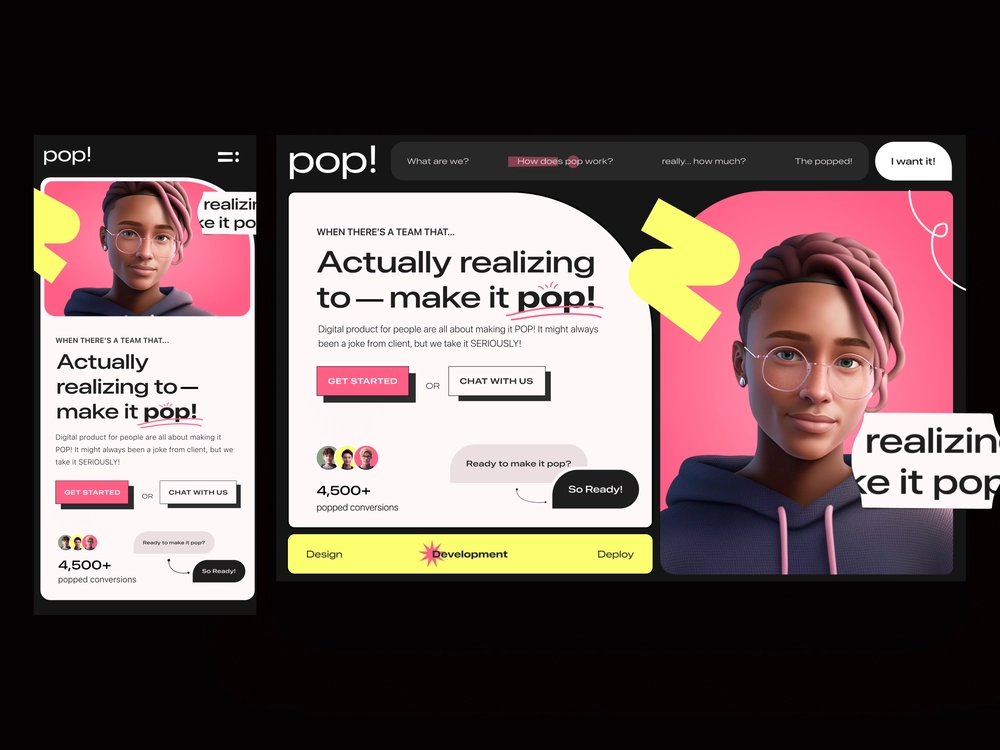 pop!
realizin
ke it po
WHEN THERE'S A TEAM THAT...
Actually
realizing to —
make it pop!
Digital product for people are all about making it
POP! It might always been a joke from client, but we
take it SERIOUSLY!
GET STARTED
OR
CHAT WITH US
Ready to make it pop?
4,500+
popped conversions
So Ready!
pop!
What are we?
How does pop work?
really... how much?
The popped!
I want it!
WHEN THERE'S A TEAM THAT...
Actually realizing
to — make it pop!
Digital product for people are all about making it POP! It might always
been a joke from client, but we take it SERIOUSLY!
GET STARTED
OR
CHAT WITH US
Ready to make it pop?
So Ready!
4,500+
popped conversions
Design
Development
Deploy
realizin
ke it pop